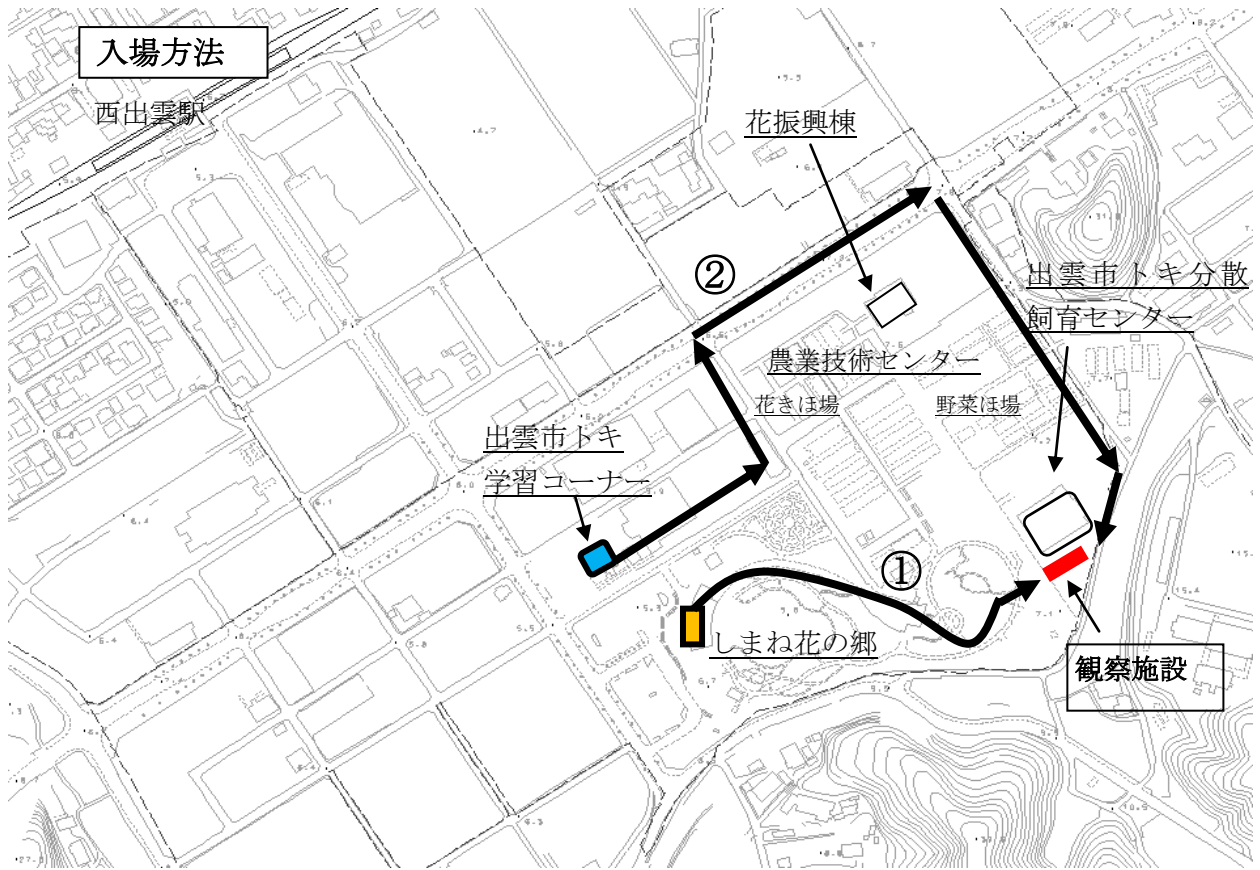 入場方法
西出雲駅
花振興棟
②
出雲市トキ分散
飼育センター
農業技術センター
花きほ場
野菜ほ場
出雲市トキ
学習コーナー
①
しまね花の郷
観察施設